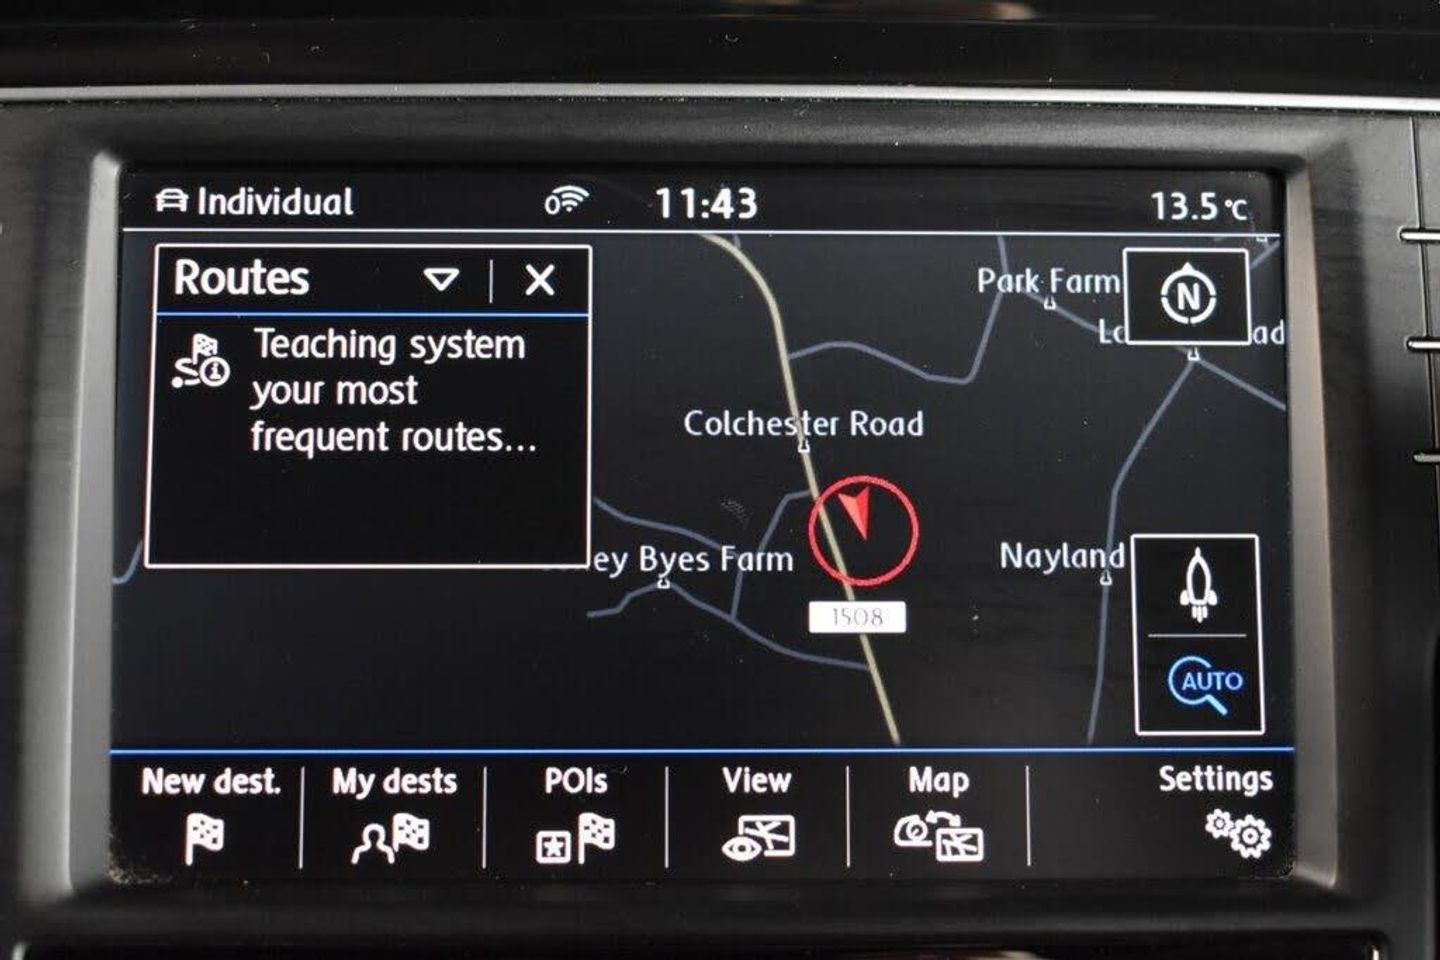 Individual
11:43
13.5 °C
Routes
Teaching system
your most
frequent routes...
N
Park Farm
Colchester Road
Byes Farm
Nayland
1508
AUTO
New dest.
My dests
POIs
View
Map
Settings